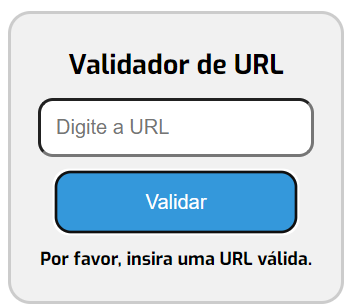 Validador de URL
Digite a URL
Validar
Por favor, insira uma URL válida.